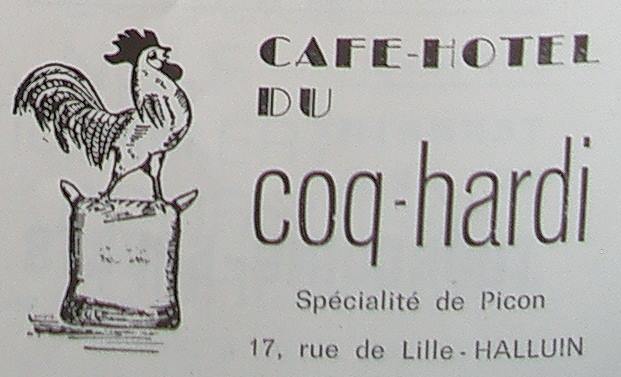 CAFE-HOTEL
DU
coq-hardi
Spécialité de Picon
17, rue de Lille - HALLUIN